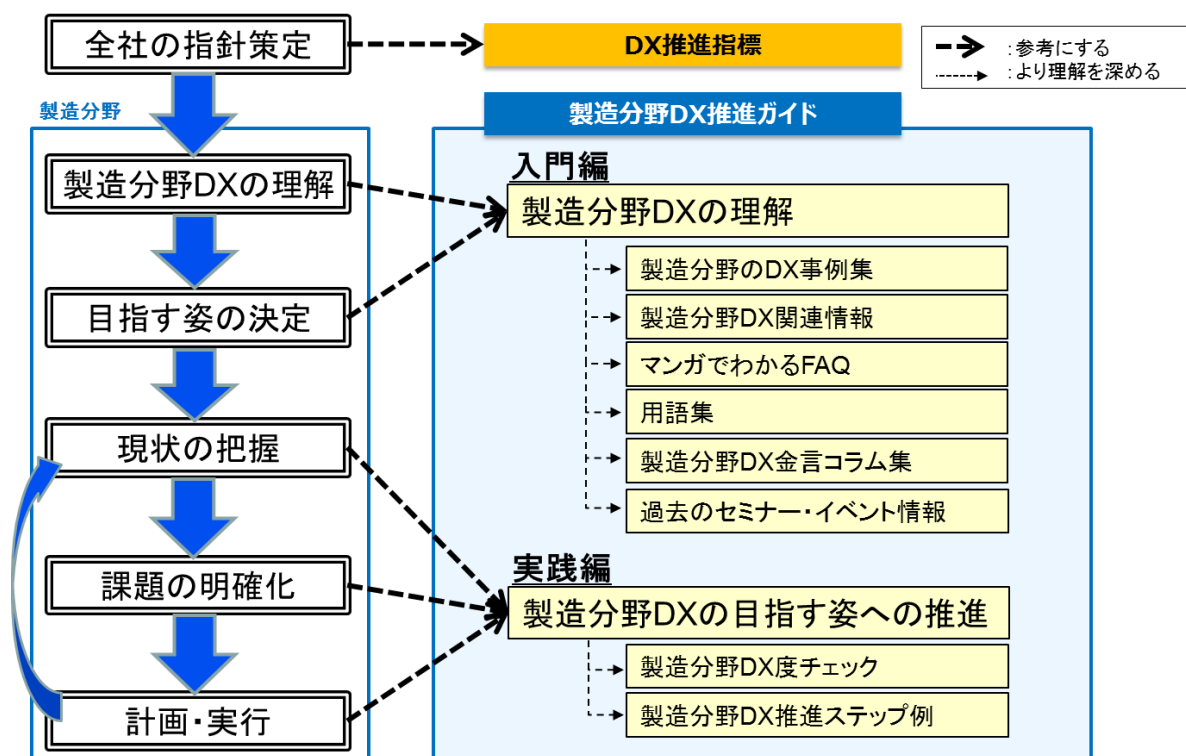 全社の指針策定
DX推進指標
:参考にする
:より理解を深める
製造分野
製造分野DX推進ガイド
製造分野DXの理解
目指す姿の決定
現状の把握
課題の明確化
計画・実行
入門編
製造分野DXの理解
製造分野のDX事例集
製造分野DX関連情報
マンガでわかるFAQ
用語集
製造分野DX金言コラム集
過去のセミナー・イベント情報
実践編
製造分野DXの目指す姿への推進
製造分野DX度チェック
製造分野DX推進ステップ例